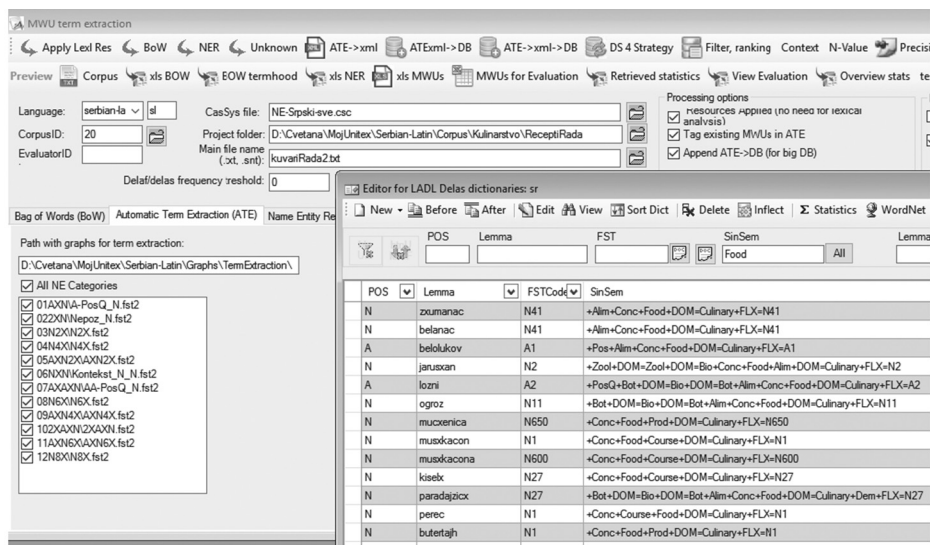 MWU term extraction
Apply Lexl Res BoW NER Unknown ATE->xml ATExml->DB ATE->xml->DB DS 4 Strategy Filter, ranking Context N-Value Precisi
Preview Corpus xls BOW EOW termhood xls NER xls MWUs MWUs for Evaluation Retrieved statistics View Evaluation Overview stats te
Processing options
Language: serbian-la sl CasSys file: NE-Srpski-sve.csc Resources Applied (no need for lexical
analysis)
CorpusID: 20 Project folder: D:\Cvetana\MojUnitex\Serbian-Latin\Corpus\Kulinarstvo\ReceptiRada Tag existing MWUs in ATE
EvaluatorID Main file name
(.txt, .snt): kuvariRada2.txt Append ATE->DB (for big DB)
Delaf/delas frequency treshold: 0
Bag of Words (BoW) Automatic Term Extraction (ATE) Name Entity Re
Path with graphs for term extraction:
D:\Cvetana\MojUnitex\Serbian-Latin\Graphs\TermExtraction\
All NE Categories
01AXN\A-PosQ_N.fst2
022XN\Nepoz_N.fst2
03N2X\N2X.fst2
04N4X\N4X.fst2
05AXN2X\AXN2X.fst2
06NXN\Kontekst_N_N.fst2
07AXAXN\AA-PosQ_N.fst2
08N6X\N6X.fst2
09AXN4X\AXN4X.fst2
102XAXN\2XAXN.fst2
11AXN6X\AXN6X.fst2
12N8X\N8X.fst2
Editor for LADL Delas dictionaries: sr
New Before After Edit View Sort Dict Delete Inflect Σ Statistics WordNet
POS Lemma FST SinSem Lemma
Food All
POS Lemma FSTCode SinSem
N zxumanac N41 +Alim+Conc+Food+DOM=Culinary+FLX=N41
N belanac N41 +Alim+Conc+Food+DOM=Culinary+FLX=N41
A belolukov A1 +Pos+Alim+Conc+Food+DOM=Culinary+FLX=A1
N jarusxan N2 +Zool+DOM=Zool+DOM=Bio+Conc+Food+Alim+DOM=Culinary+FLX=N2
A lozni A2 +PosQ+Bot+DOM=Bio+DOM=Bot+Alim+Conc+Food+DOM=Culinary+FLX=A2
N ogroz N11 +Bot+DOM=Bio+DOM=Bot+Alim+Conc+Food+DOM=Culinary+FLX=N11
N mucxenica N650 +Conc+Food+Prod+DOM=Culinary+FLX=N650
N musxkacon N1 +Conc+Food+Course+DOM=Culinary+FLX=N1
N musxkacona N600 +Conc+Food+Course+DOM=Culinary+FLX=N600
N kiselx N27 +Conc+Food+Course+DOM=Culinary+FLX=N27
N paradajzicx N27 +Bot+DOM=Bio+DOM=Bot+Alim+Conc+Food+DOM=Culinary+Dem+FLX=N27
N perec N1 +Conc+Course+Food+DOM=Culinary+FLX=N1
N butertajh N1 +Conc+Food+Prod+DOM=Culinary+FLX=N1